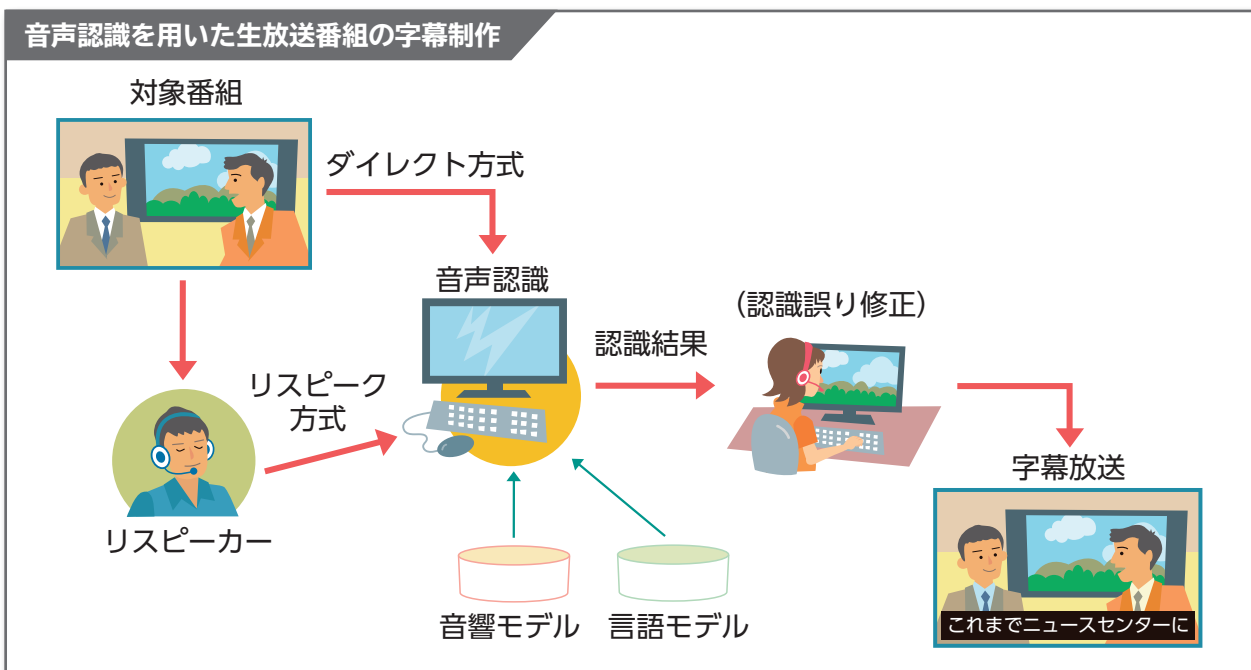 音声認識を用いた生放送番組の字幕制作
対象番組
ダイレクト方式
音声認識
(認識誤り修正)
認識結果
リスピーク
方式
リスピーカー
字幕放送
これまでニュースセンターに
音響モデル
言語モデル